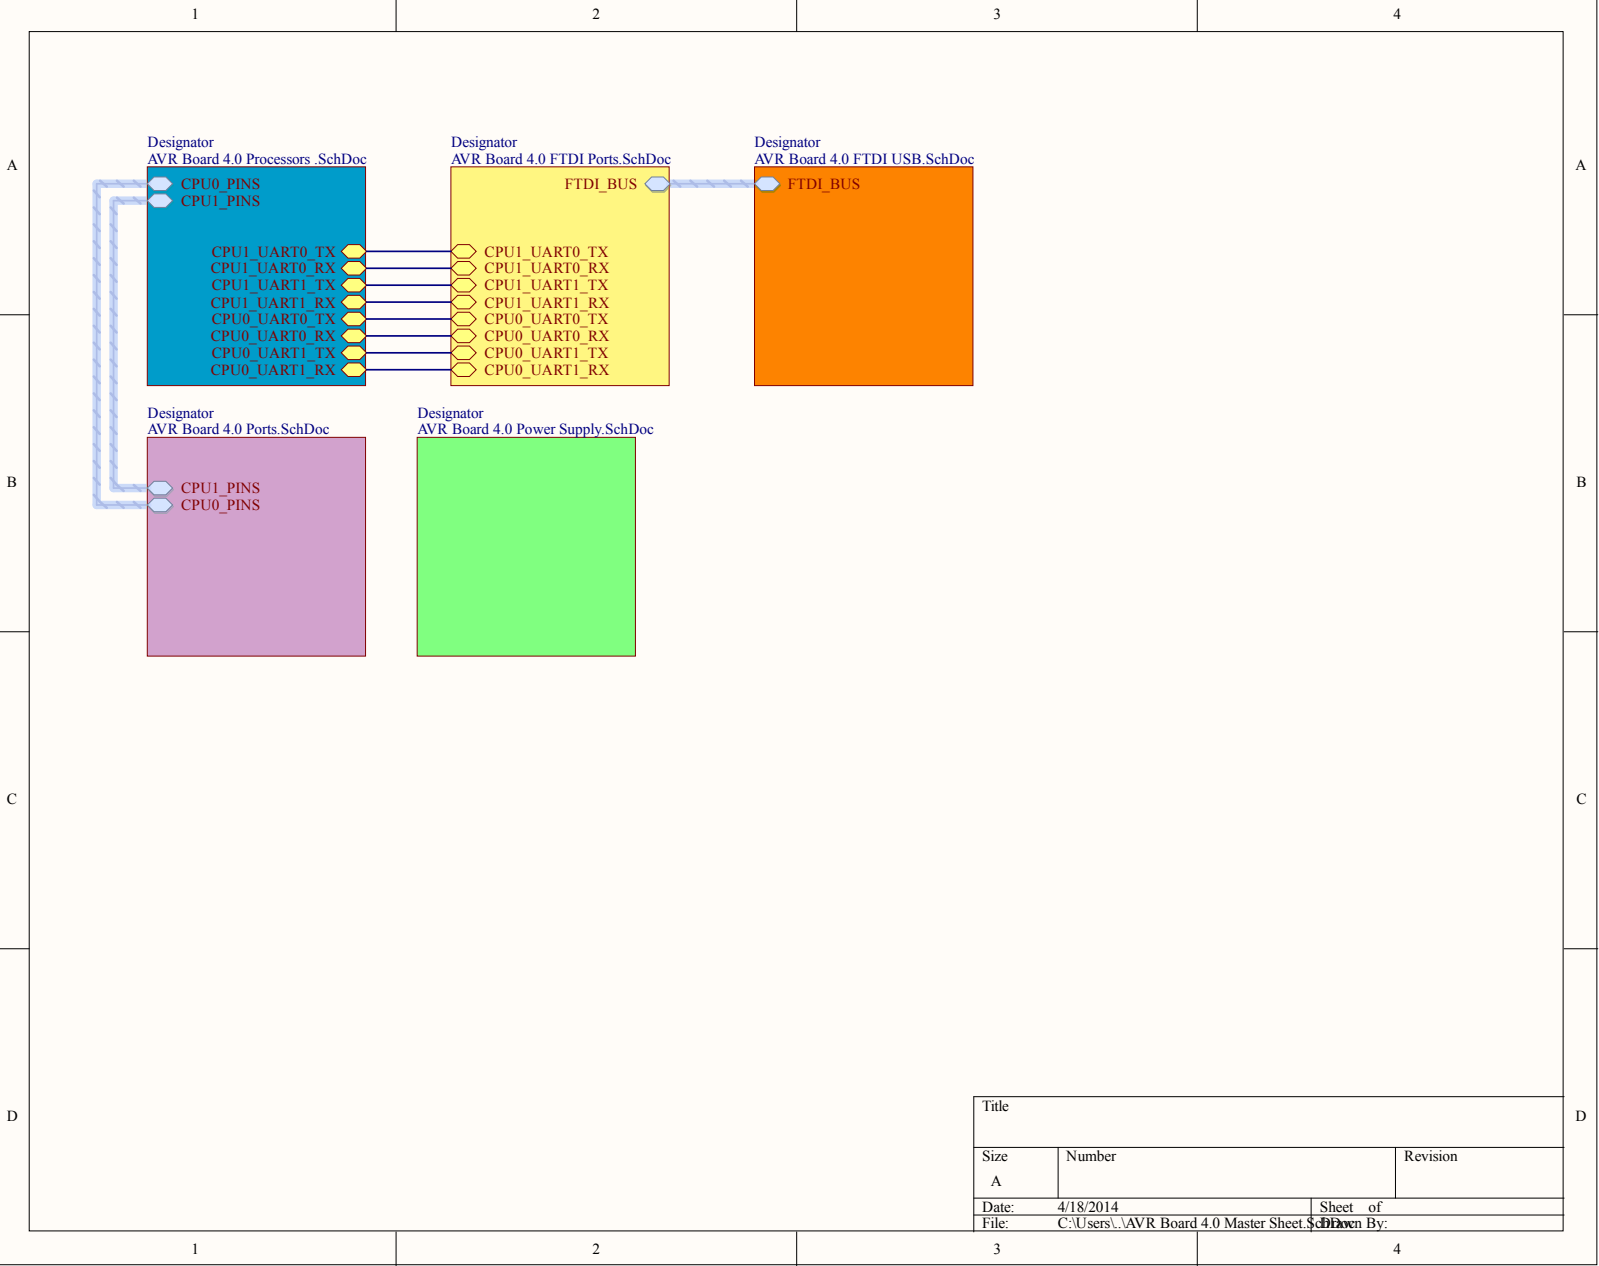 1 2 3 4
A A
Designator
AVR Board 4.0 Processors .SchDoc
CPU0_PINS
CPU1_PINS
CPU1_UART0_TX
CPU1_UART0_RX
CPU1_UART1_TX
CPU1_UART1_RX
CPU0_UART0_TX
CPU0_UART0_RX
CPU0_UART1_TX
CPU0_UART1_RX
Designator
AVR Board 4.0 FTDI Ports.SchDoc
FTDI_BUS
CPU1_UART0_TX
CPU1_UART0_RX
CPU1_UART1_TX
CPU1_UART1_RX
CPU0_UART0_TX
CPU0_UART0_RX
CPU0_UART1_TX
CPU0_UART1_RX
Designator
AVR Board 4.0 FTDI USB.SchDoc
FTDI_BUS
B B
Designator
AVR Board 4.0 Ports.SchDoc
CPU1_PINS
CPU0_PINS
Designator
AVR Board 4.0 Power Supply.SchDoc
C C
D D
Title
Size Number Revision
A
Date: 4/18/2014 Sheet of
File: C:\Users\..\AVR Board 4.0 Master Sheet.SchDoc Drawn By:
1 2 3 4